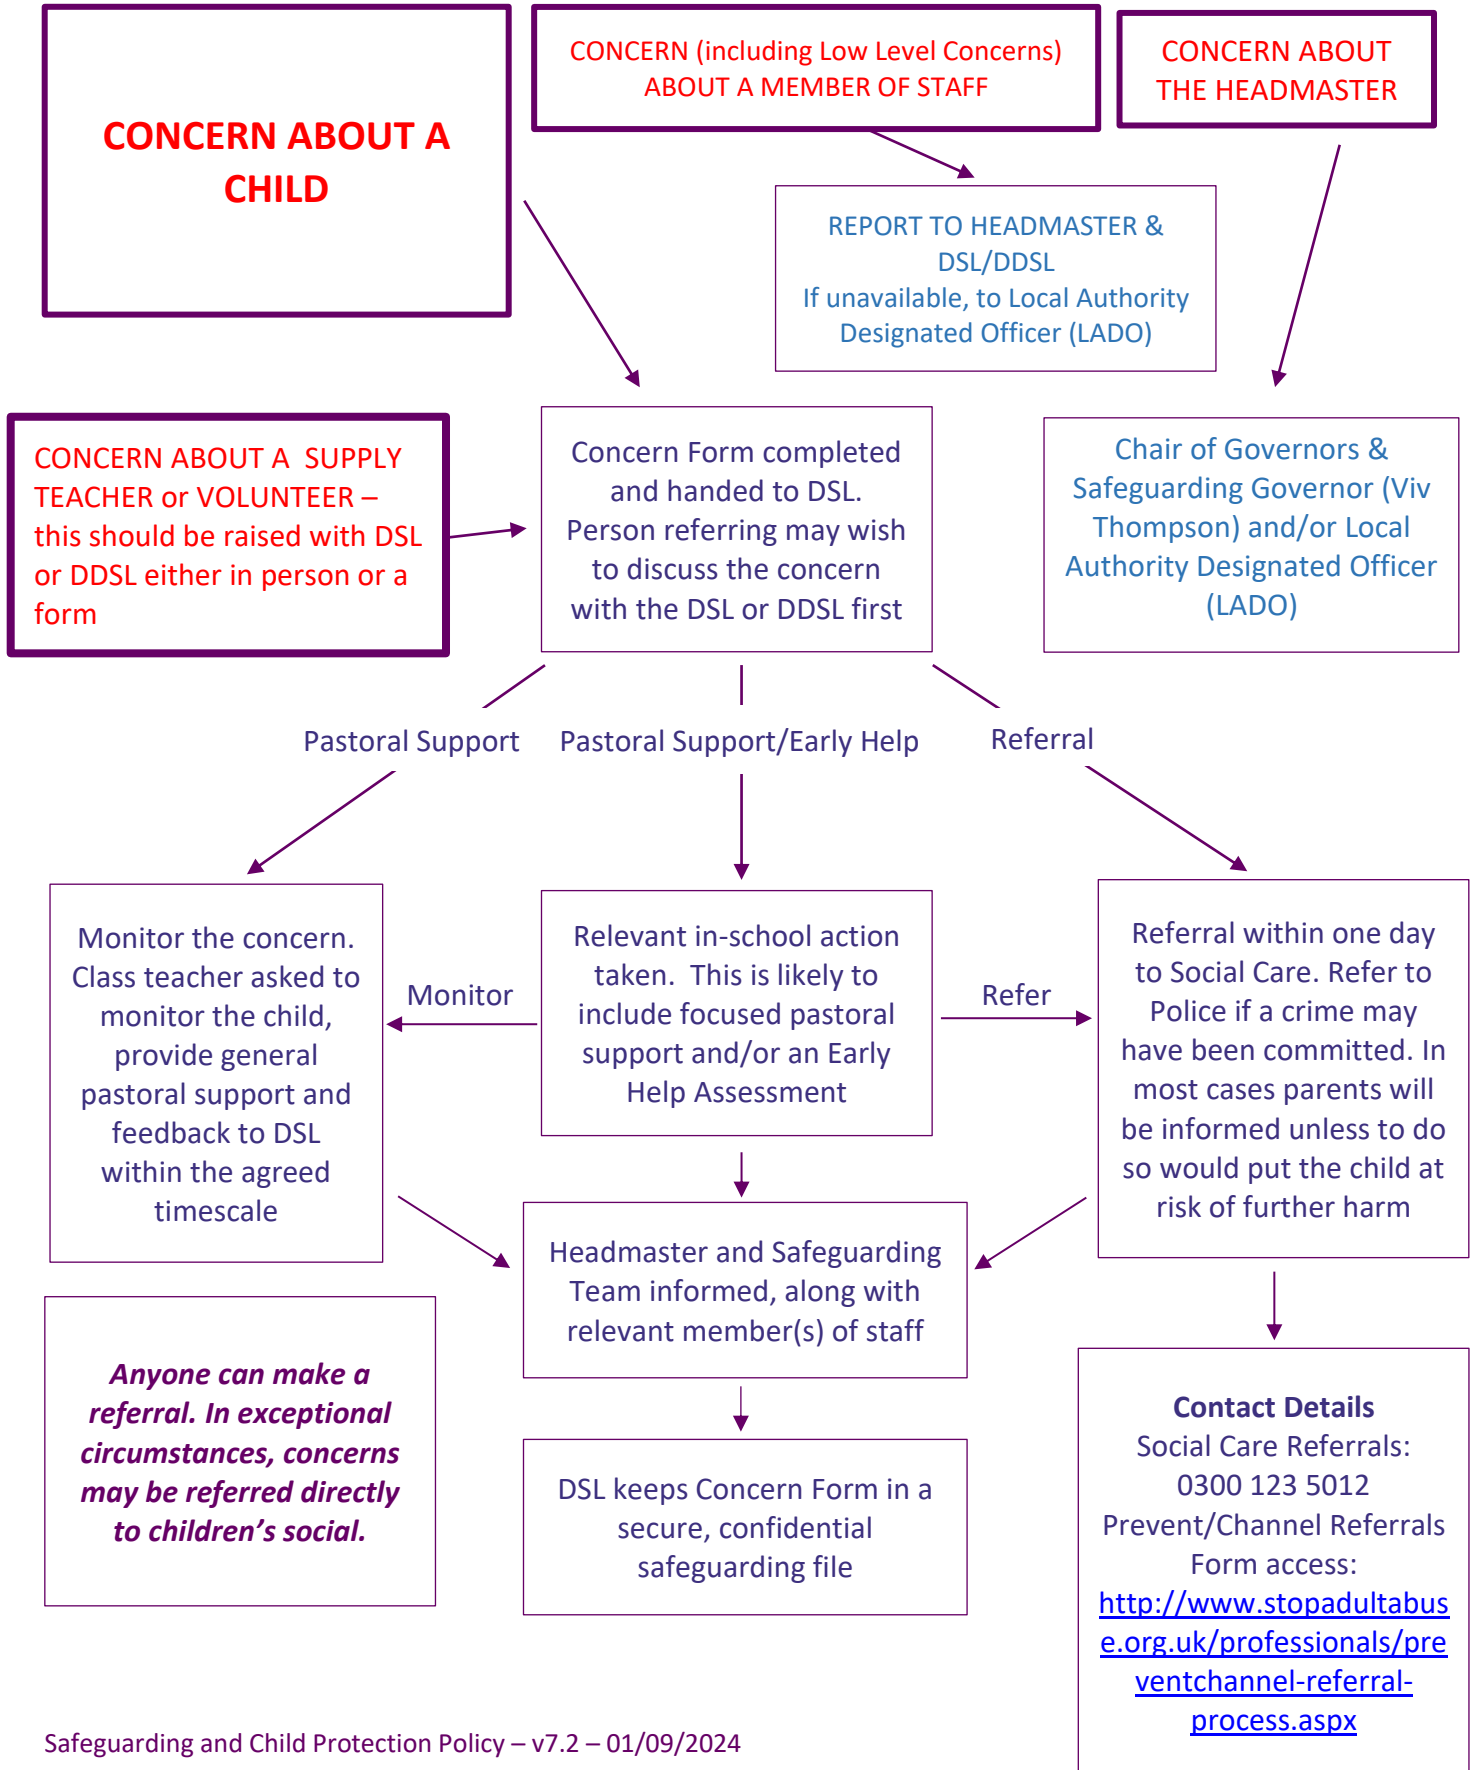 CONCERN ABOUT A
CHILD
CONCERN (including Low Level Concerns)
ABOUT A MEMBER OF STAFF
CONCERN ABOUT
THE HEADMASTER
REPORT TO HEADMASTER &
DSL/DDSL
If unavailable, to Local Authority
Designated Officer (LADO)
CONCERN ABOUT A  SUPPLY
TEACHER or VOLUNTEER –
this should be raised with DSL
or DDSL either in person or a
form
Concern Form completed
and handed to DSL.
Person referring may wish
to discuss the concern
with the DSL or DDSL first
Chair of Governors &
Safeguarding Governor (Viv
Thompson) and/or Local
Authority Designated Officer
(LADO)
Pastoral Support
Pastoral Support/Early Help
Referral
Monitor the concern.
Class teacher asked to
monitor the child,
provide general
pastoral support and
feedback to DSL
within the agreed
timescale
Monitor
Relevant in-school action
taken.  This is likely to
include focused pastoral
support and/or an Early
Help Assessment
Refer
Referral within one day
to Social Care. Refer to
Police if a crime may
have been committed. In
most cases parents will
be informed unless to do
so would put the child at
risk of further harm
Headmaster and Safeguarding
Team informed, along with
relevant member(s) of staff
Anyone can make a
referral. In exceptional
circumstances, concerns
may be referred directly
to children’s social.
DSL keeps Concern Form in a
secure, confidential
safeguarding file
Contact Details
Social Care Referrals:
0300 123 5012
Prevent/Channel Referrals
Form access:
http://www.stopadultabus
e.org.uk/professionals/pre
ventchannel-referral-
process.aspx
Safeguarding and Child Protection Policy – v7.2 – 01/09/2024